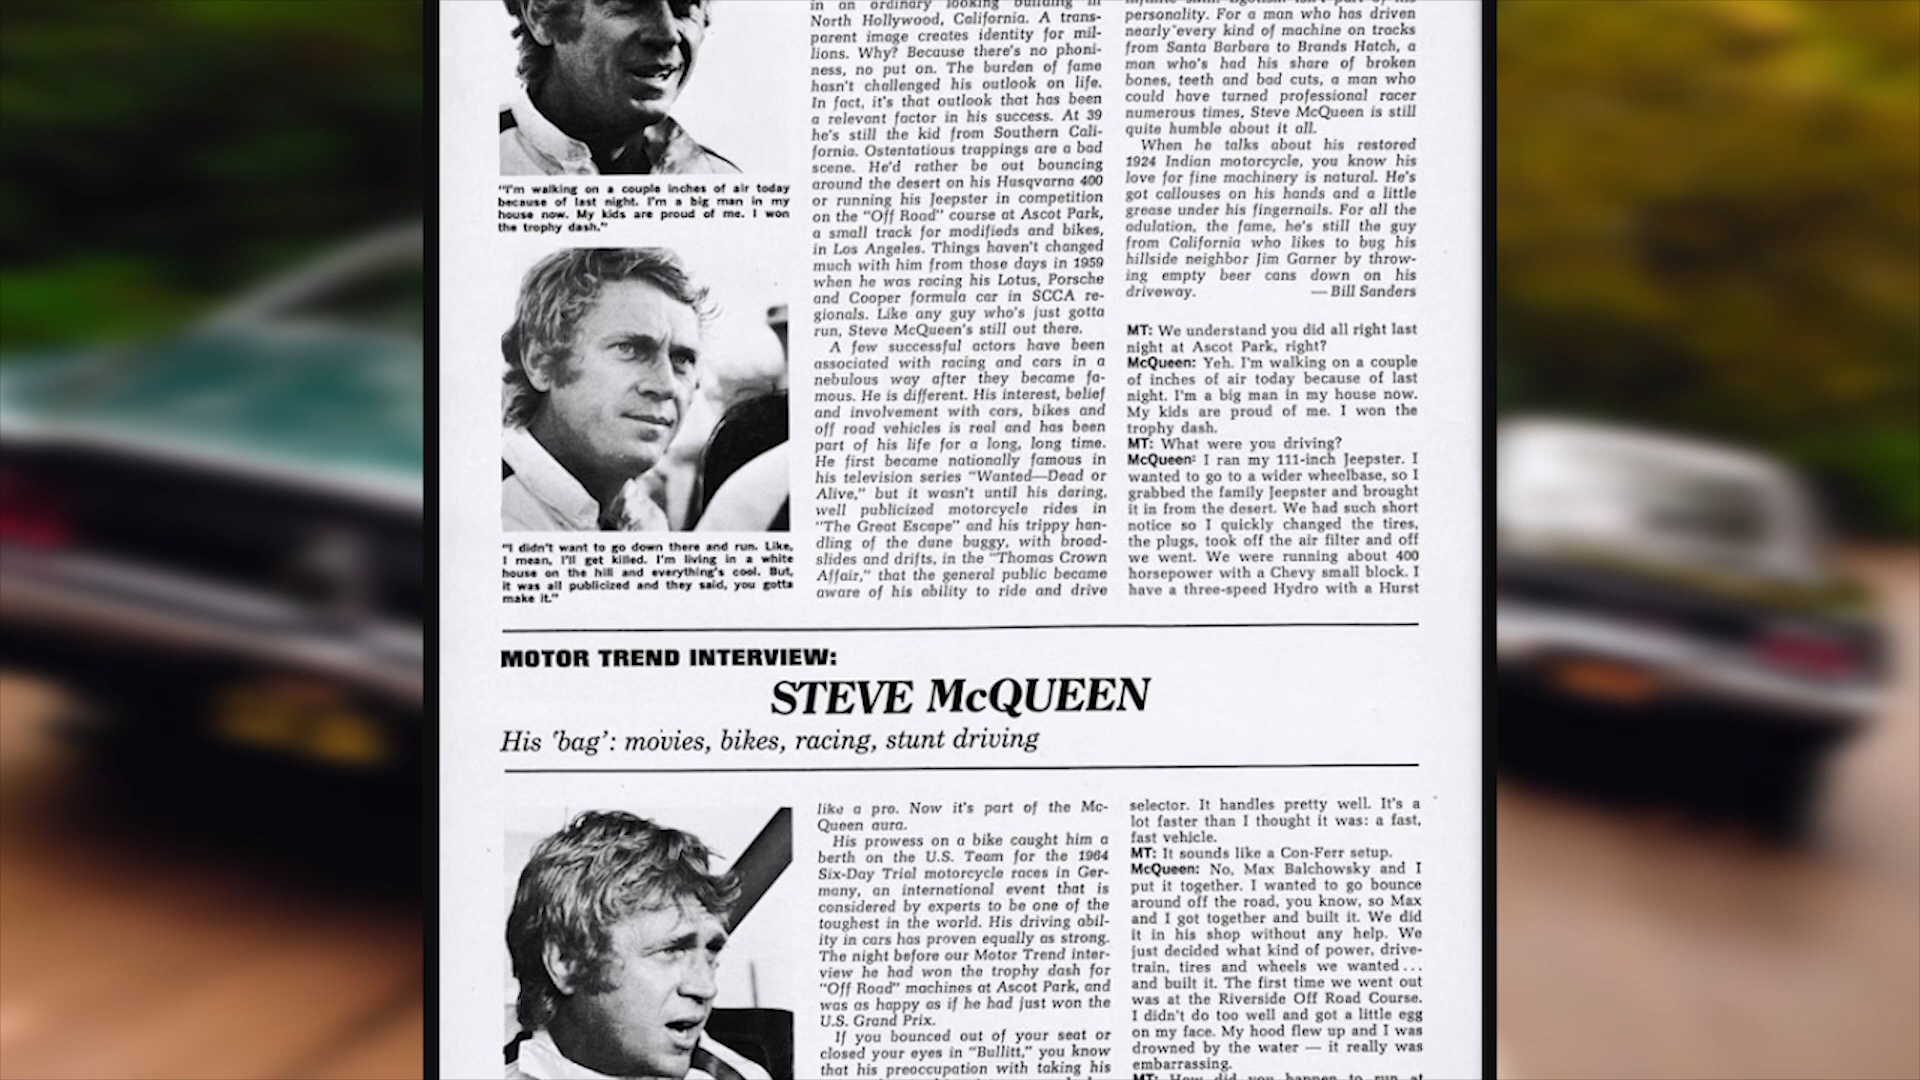 "I'm walking on a couple inches of air today
because of last night. I'm a big man in my
house now. My kids are proud of me. I won
the trophy dash."
"I didn't want to go down there and run. Like,
I mean, I'll get killed. I'm living in a white
house on the hill and everything's cool. But,
it was all publicized and they said, you gotta
make it."
in an ordinary looking building in
North Hollywood, California. A trans-
parent image creates identity for mil-
lions. Why? Because there's no phoni-
ness, no put on. The burden of fame
hasn't challenged his outlook on life.
In fact, it's that outlook that has been
a relevant factor in his success. At 39
he's still the kid from Southern Cali-
fornia. Ostentatious trappings are a bad
scene. He'd rather be out bouncing
around the desert on his Husqvarna 400
or running his Jeepster in competition
on the "Off Road" course at Ascot Park,
a small track for modifieds and bikes,
in Los Angeles. Things haven't changed
much with him from those days in 1959
when he was racing his Lotus, Porsche
and Cooper formula car in SCCA re-
gionals. Like any guy who's just gotta
run, Steve McQueen's still out there.
A few successful actors have been
associated with racing and cars in a
nebulous way after they became fa-
mous. He is different. His interest, belief
and involvement with cars, bikes and
off road vehicles is real and has been
part of his life for a long, long time.
He first became nationally famous in
his television series "Wanted—Dead or
Alive," but it wasn't until his daring,
well publicized motorcycle rides in
"The Great Escape" and his trippy han-
dling of the dune buggy, with broad-
slides and drifts, in the "Thomas Crown
Affair," that the general public became
aware of his ability to ride and drive
personality. For a man who has driven
nearly every kind of machine on tracks
from Santa Barbara to Brands Hatch, a
man who's had his share of broken
bones, teeth and bad cuts, a man who
could have turned professional racer
numerous times, Steve McQueen is still
quite humble about it all.
When he talks about his restored
1924 Indian motorcycle, you know his
love for fine machinery is natural. He's
got callouses on his hands and a little
grease under his fingernails. For all the
adulation, the fame, he's still the guy
from California who likes to bug his
hillside neighbor Jim Garner by throw-
ing empty beer cans down on his
driveway. — Bill Sanders
MT: We understand you did all right last
night at Ascot Park, right?
McQueen: Yeh. I'm walking on a couple
of inches of air today because of last
night. I'm a big man in my house now.
My kids are proud of me. I won the
trophy dash.
MT: What were you driving?
McQueen: I ran my 111-inch Jeepster. I
wanted to go to a wider wheelbase, so I
grabbed the family Jeepster and brought
it in from the desert. We had such short
notice so I quickly changed the tires,
the plugs, took off the air filter and off
we went. We were running about 400
horsepower with a Chevy small block. I
have a three-speed Hydro with a Hurst
MOTOR TREND INTERVIEW:
STEVE McQUEEN
His 'bag': movies, bikes, racing, stunt driving
like a pro. Now it's part of the Mc-
Queen aura.
His prowess on a bike caught him a
berth on the U.S. Team for the 1964
Six-Day Trial motorcycle races in Ger-
many, an international event that is
considered by experts to be one of the
toughest in the world. His driving abil-
ity in cars has proven equally as strong.
The night before our Motor Trend inter-
view he had won the trophy dash for
"Off Road" machines at Ascot Park, and
was as happy as if he had just won the
U.S. Grand Prix.
If you bounced out of your seat or
closed your eyes in "Bullitt," you know
that his preoccupation with taking his
selector. It handles pretty well. It's a
lot faster than I thought it was: a fast,
fast vehicle.
MT: It sounds like a Con-Ferr setup.
McQueen: No, Max Balchowsky and I
put it together. I wanted to go bounce
around off the road, you know, so Max
and I got together and built it. We did
it in his shop without any help. We
just decided what kind of power, drive-
train, tires and wheels we wanted...
and built it. The first time we went out
was at the Riverside Off Road Course.
I didn't do too well and got a little egg
on my face. My hood flew up and I was
drowned by the water — it really was
embarrassing.
MT: How did you happen to run at